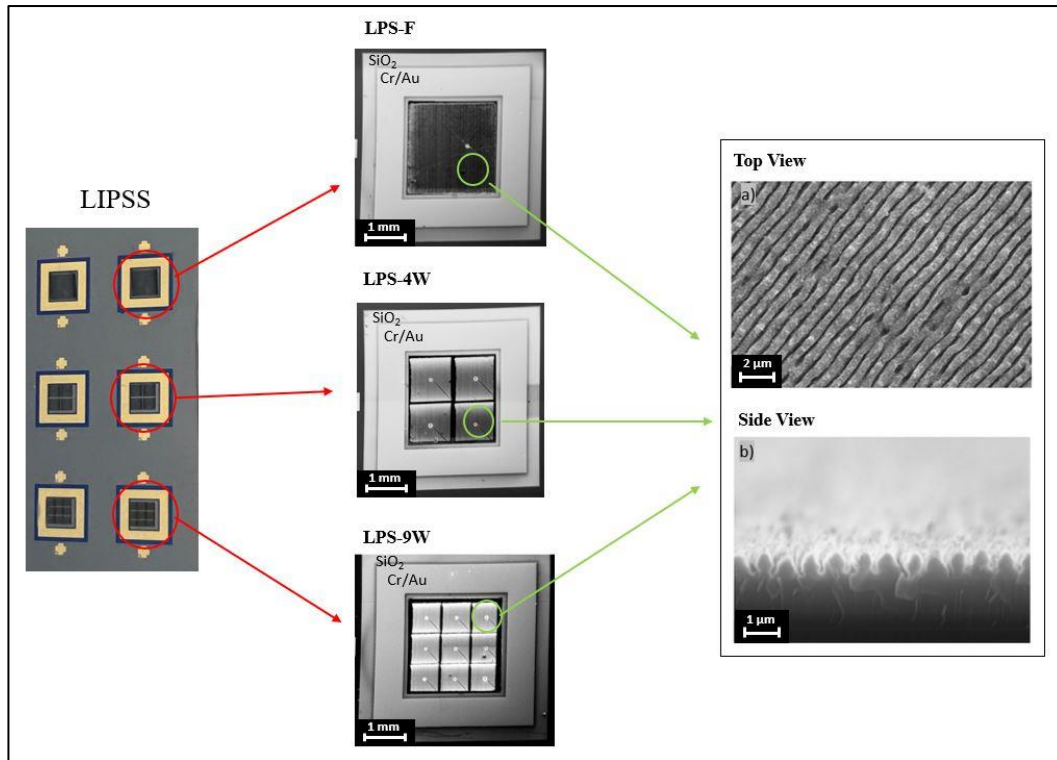 LIPSS
LPS-F
SiO₂
Cr/Au
1 mm
LPS-4W
SiO₂
Cr/Au
1 mm
LPS-9W
SiO₂
Cr/Au
1 mm
Top View
a)
2 µm
Side View
b)
1 µm